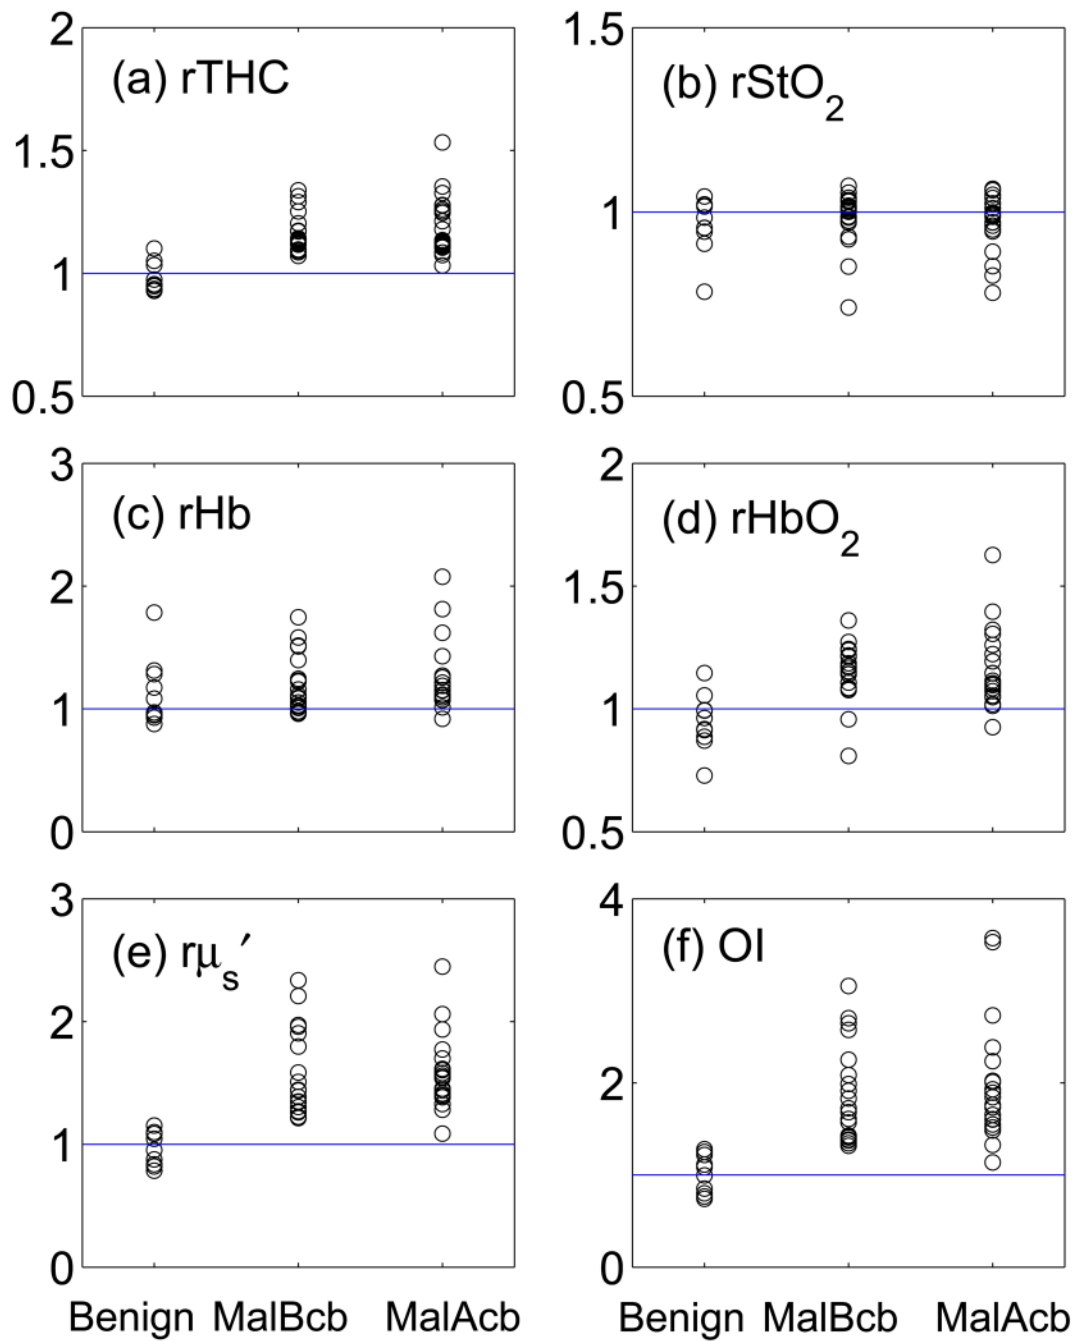 2
(a) rTHC
1.5
1
0.5
1.5
(b) rStO₂
1
0.5
3
(c) rHb
2
1
0
2
(d) rHbO₂
1.5
1
0.5
3
(e) rμₛ′
2
1
0
4
(f) OI
2
0
Benign MalBcb MalAcb
Benign MalBcb MalAcb